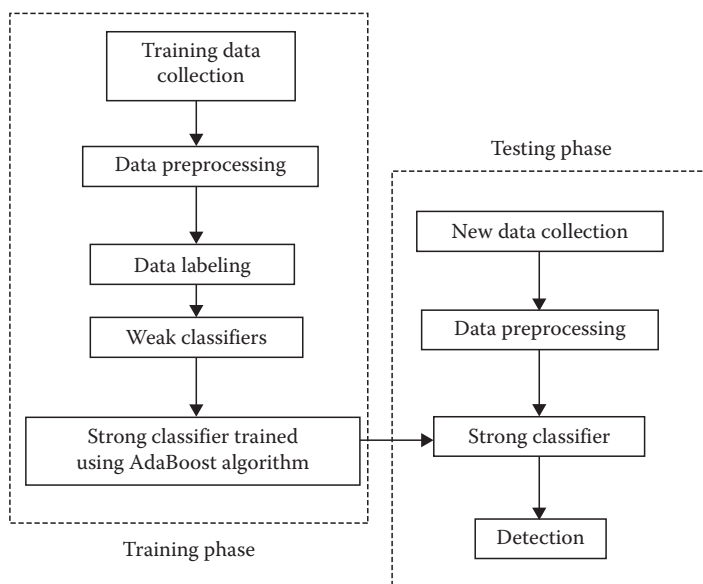 Training data
collection
Data preprocessing
Data labeling
Weak classifiers
Strong classifier trained
using AdaBoost algorithm
Training phase
Testing phase
New data collection
Data preprocessing
Strong classifier
Detection